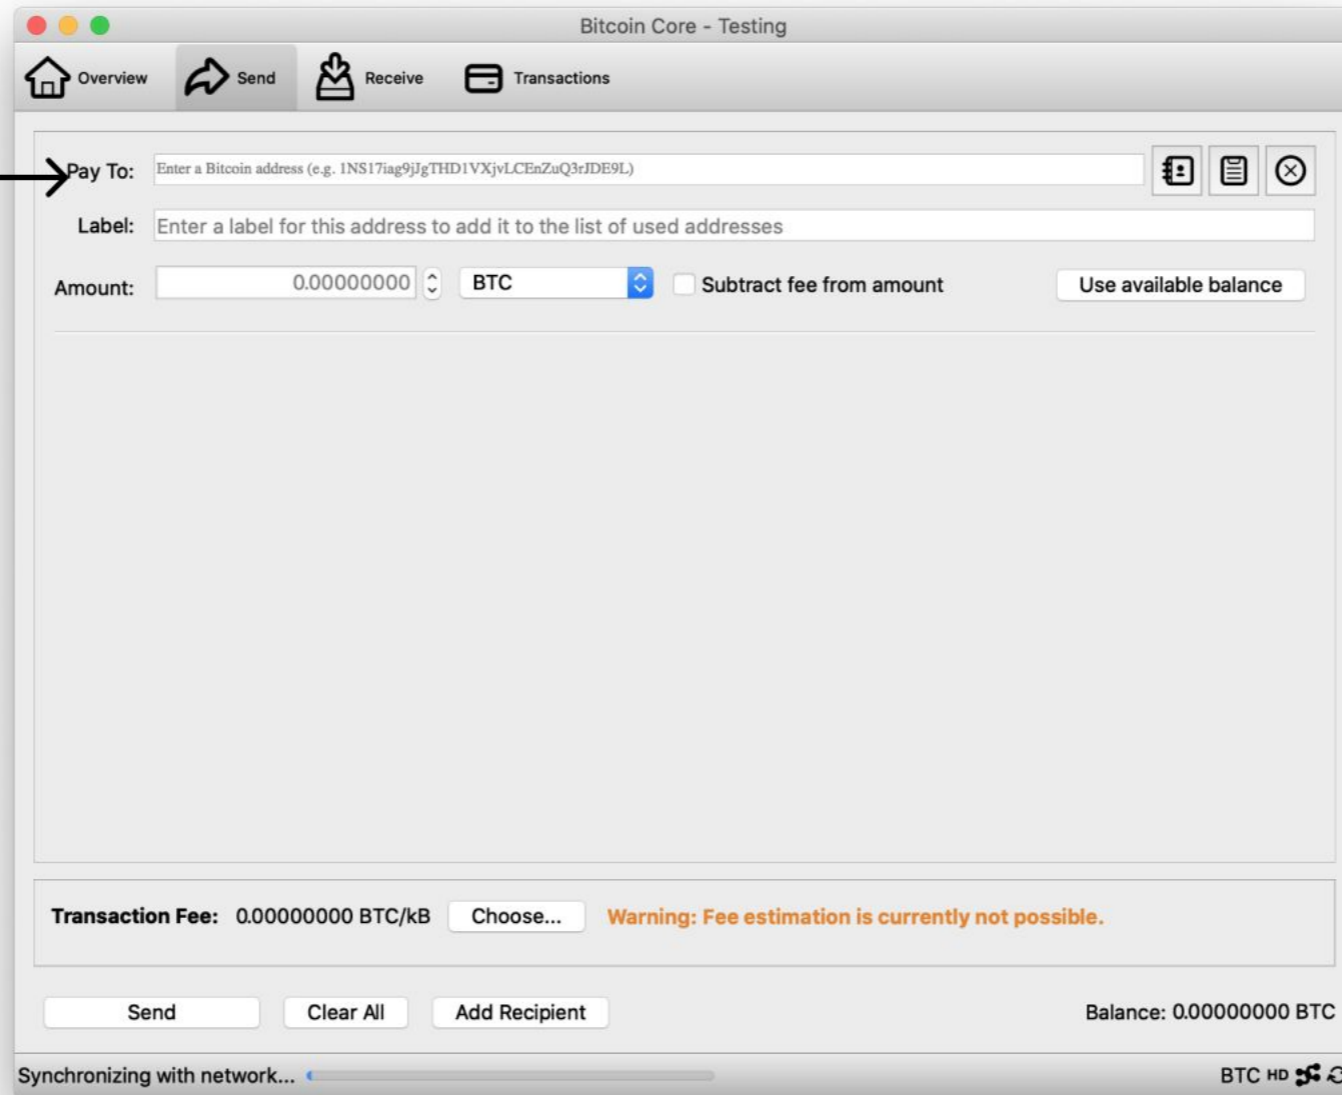 Bitcoin Core - Testing
Overview Send Receive Transactions
Pay To: Enter a Bitcoin address (e.g. 1NS17iag9jJgTHD1VXjvLCEnZuQ3rJDE9L)
Label: Enter a label for this address to add it to the list of used addresses
Amount: 0.00000000 BTC Subtract fee from amount Use available balance
Transaction Fee: 0.00000000 BTC/kB Choose... Warning: Fee estimation is currently not possible.
Send Clear All Add Recipient Balance: 0.00000000 BTC
Synchronizing with network... BTC HD